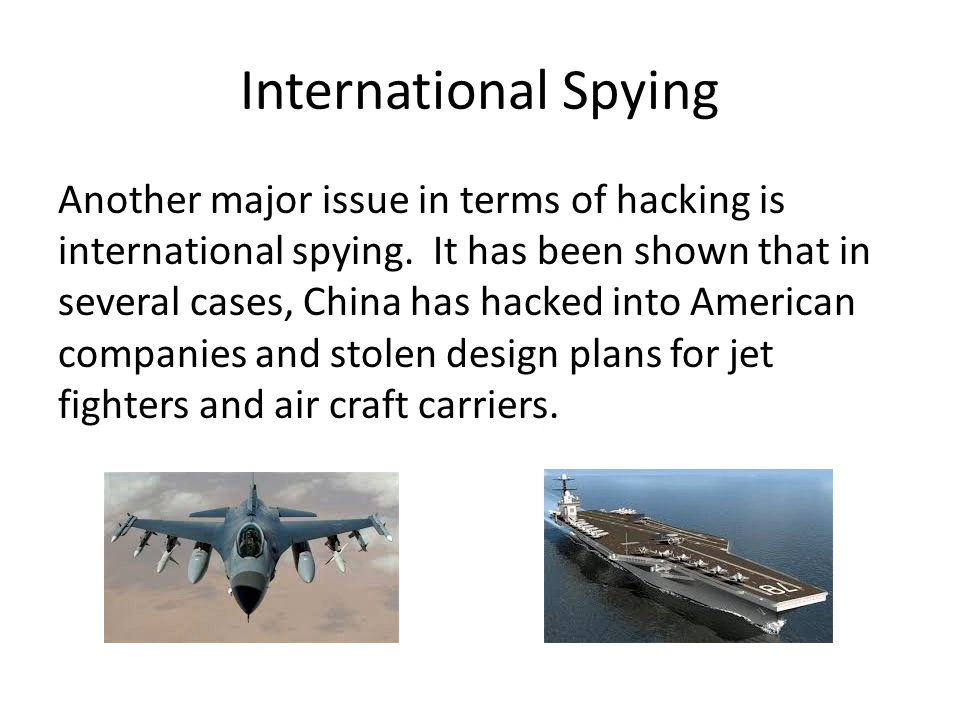 International Spying
Another major issue in terms of hacking is
international spying.  It has been shown that in
several cases, China has hacked into American
companies and stolen design plans for jet
fighters and air craft carriers.
78